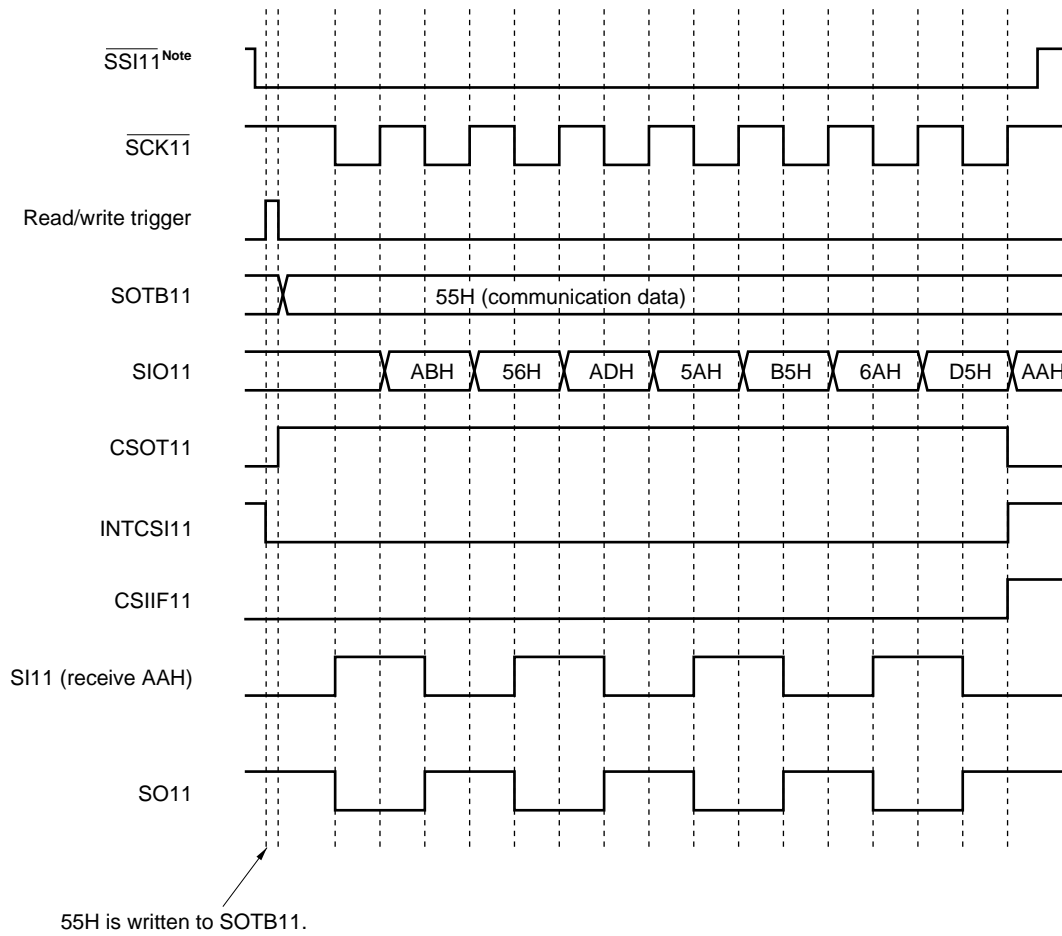 SSI11Note
SCK11
Read/write trigger
SOTB11
55H (communication data)
SIO11
ABH 56H ADH 5AH B5H 6AH D5H AAH
CSOT11
INTCSI11
CSIIF11
SI11 (receive AAH)
SO11
55H is written to SOTB11.